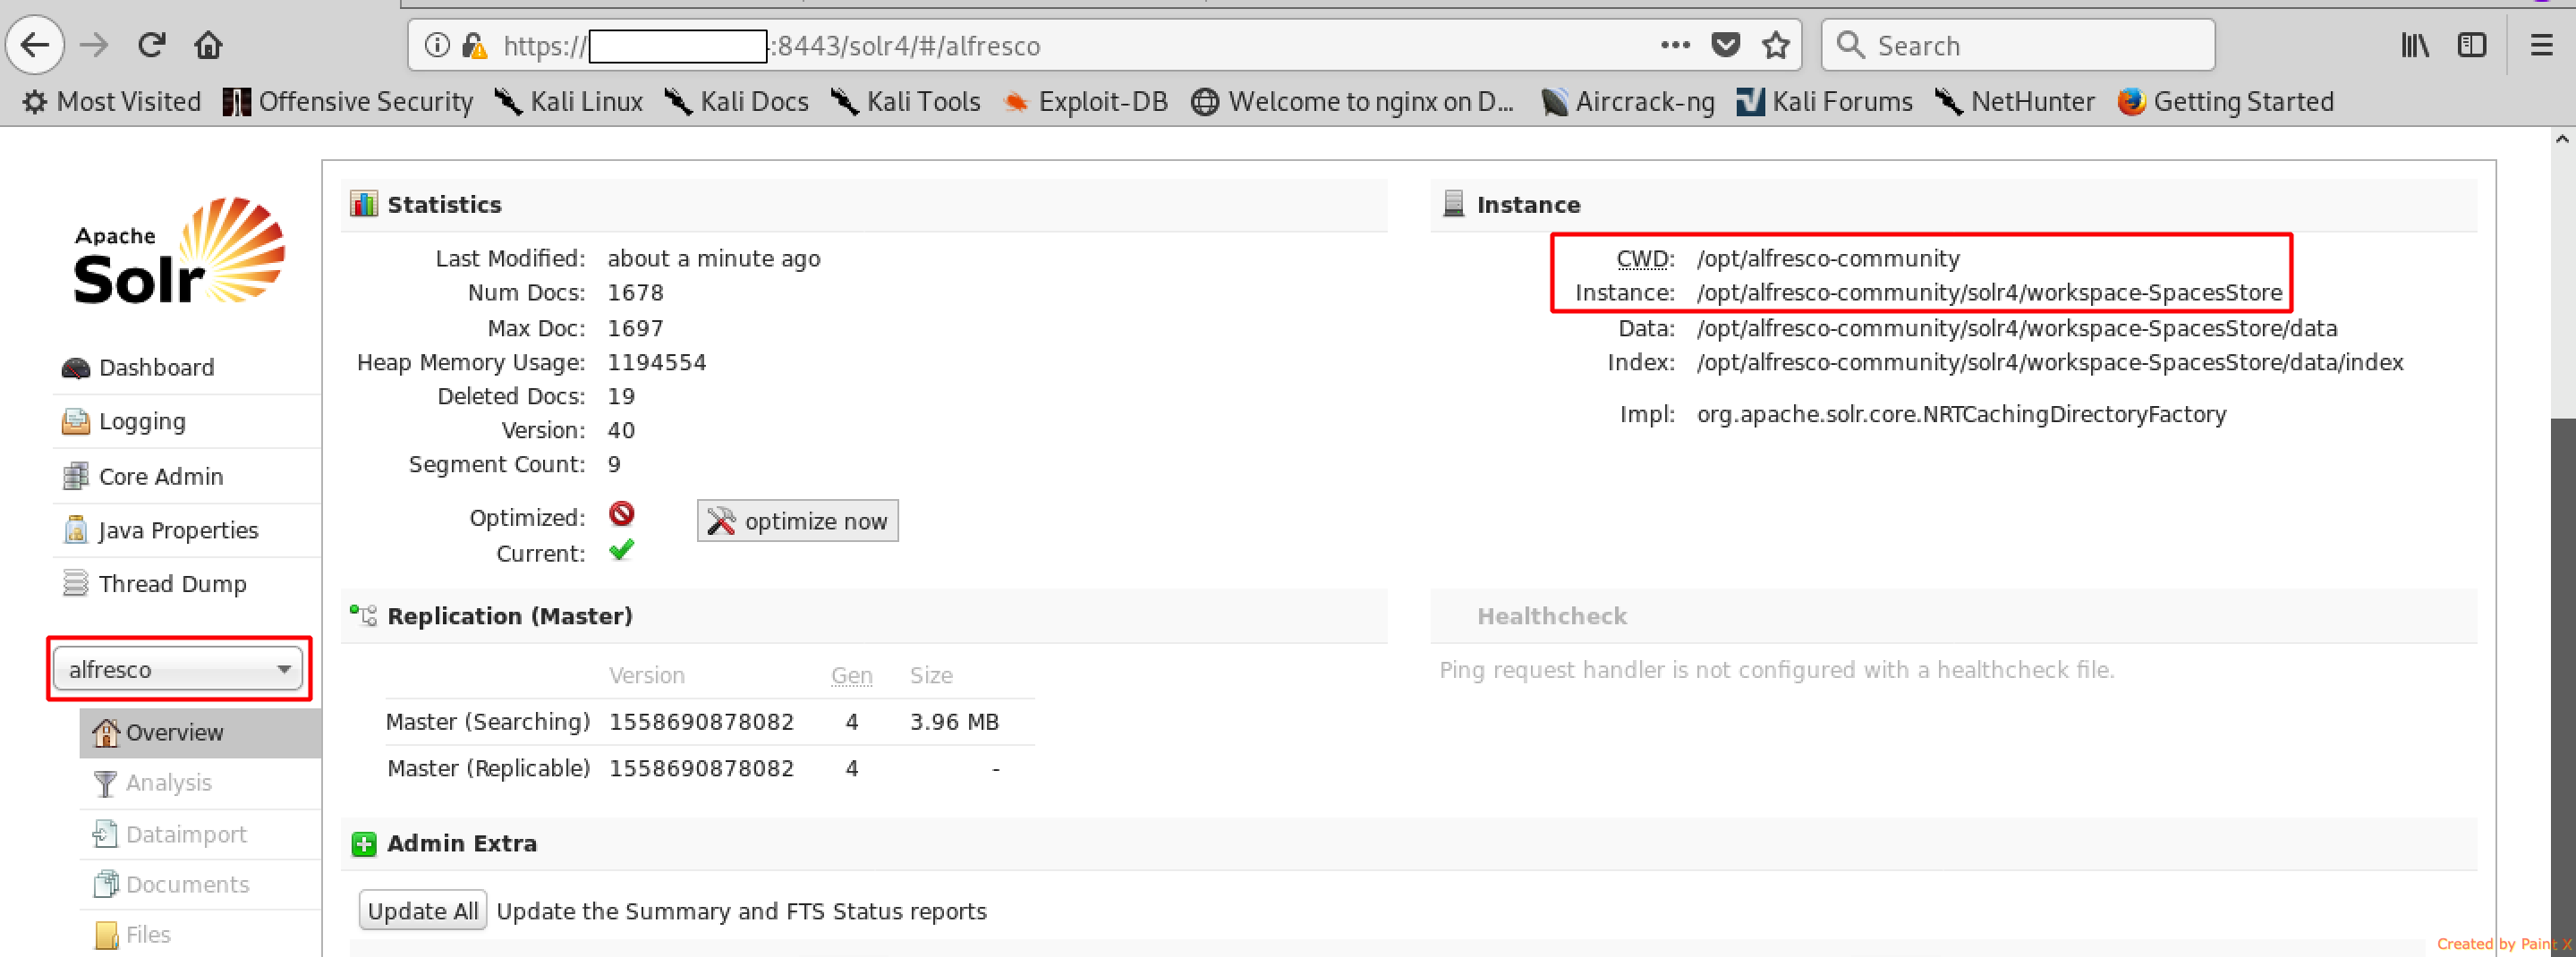 https://:8443/solr4/#/alfresco
Search
Most Visited Offensive Security Kali Linux Kali Docs Kali Tools Exploit-DB Welcome to nginx on D... Aircrack-ng Kali Forums NetHunter Getting Started
Apache
Solr
Dashboard
Logging
Core Admin
Java Properties
Thread Dump
alfresco
Overview
Analysis
Dataimport
Documents
Files
Statistics
Last Modified: about a minute ago
Num Docs: 1678
Max Doc: 1697
Heap Memory Usage: 1194554
Deleted Docs: 19
Version: 40
Segment Count: 9
Optimized: optimize now
Current:
Instance
CWD: /opt/alfresco-community
Instance: /opt/alfresco-community/solr4/workspace-SpacesStore
Data: /opt/alfresco-community/solr4/workspace-SpacesStore/data
Index: /opt/alfresco-community/solr4/workspace-SpacesStore/data/index
Impl: org.apache.solr.core.NRTCachingDirectoryFactory
Replication (Master)
Version Gen Size
Master (Searching) 1558690878082 4 3.96 MB
Master (Replicable) 1558690878082 4 -
Healthcheck
Ping request handler is not configured with a healthcheck file.
Admin Extra
Update All Update the Summary and FTS Status reports
Created by Paint X